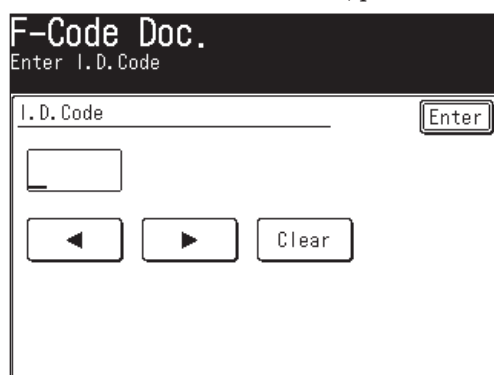 F-Code Doc.
Enter I.D.Code
I.D.Code
Enter
Clear